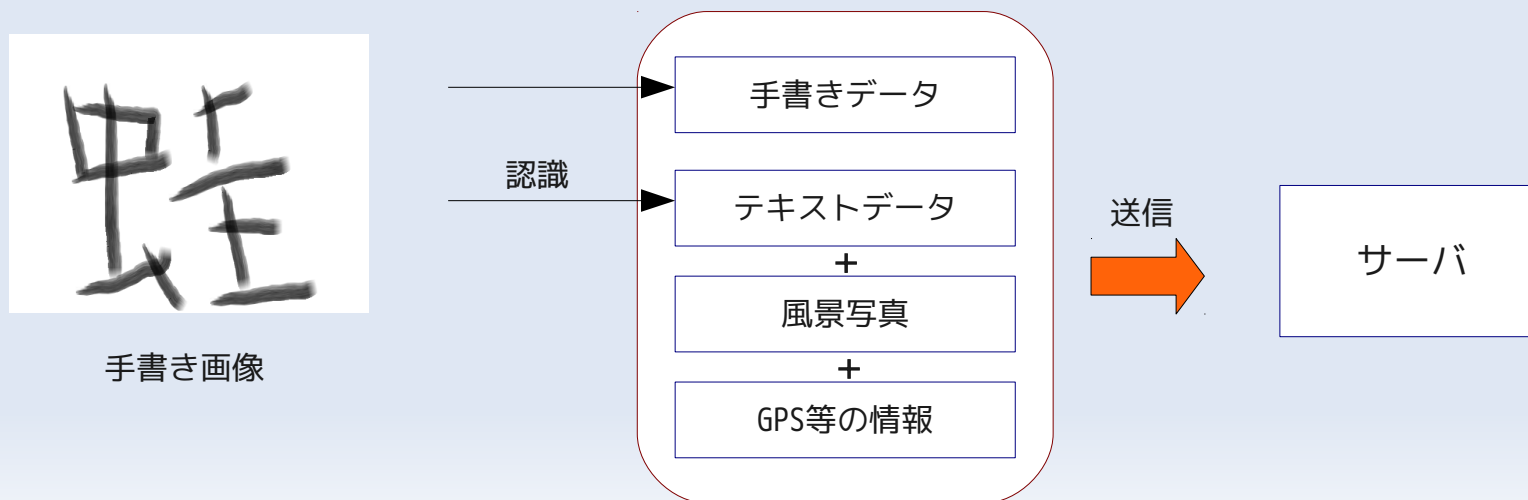 蛙
手書き画像
認識
手書きデータ
テキストデータ
+
風景写真
+
GPS等の情報
送信
サーバ